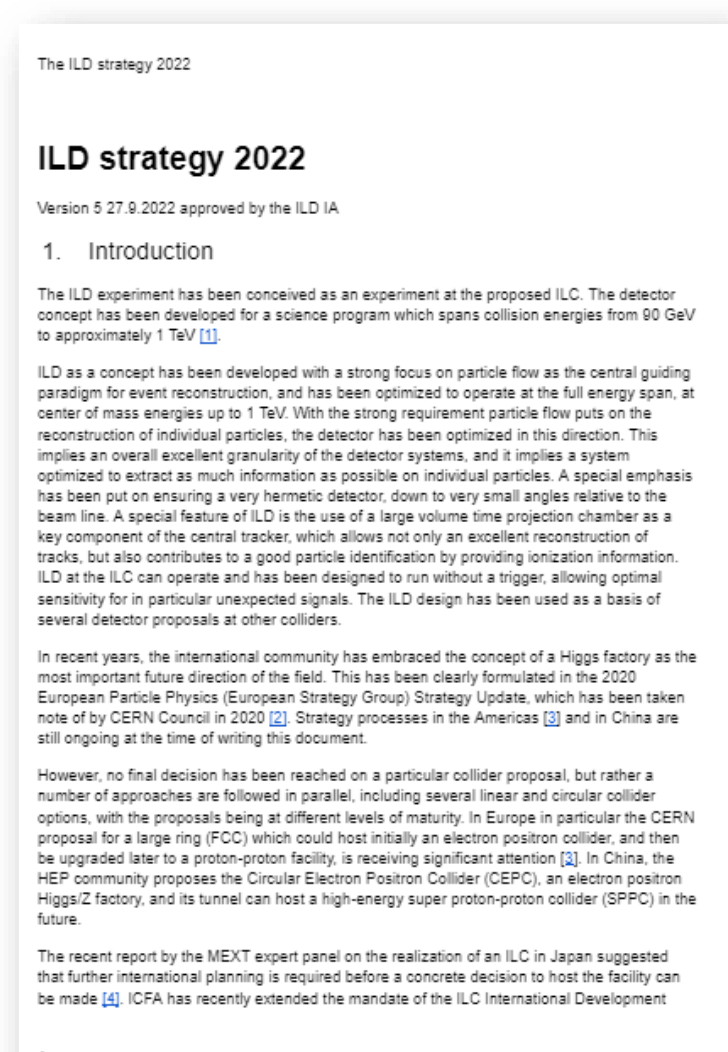 The ILD strategy 2022
ILD strategy 2022
Version 5 27.9.2022 approved by the ILD IA
1. Introduction
The ILD experiment has been conceived as an experiment at the proposed ILC. The detector
concept has been developed for a science program which spans collision energies from 90 GeV
to approximately 1 TeV [1].
ILD as a concept has been developed with a strong focus on particle flow as the central guiding
paradigm for event reconstruction, and has been optimized to operate at the full energy span, at
center of mass energies up to 1 TeV. With the strong requirement particle flow puts on the
reconstruction of individual particles, the detector has been optimized in this direction. This
implies an overall excellent granularity of the detector systems, and it implies a system
optimized to extract as much information as possible on individual particles. A special emphasis
has been put on ensuring a very hermetic detector, down to very small angles relative to the
beam line. A special feature of ILD is the use of a large volume time projection chamber as a
key component of the central tracker, which allows not only an excellent reconstruction of
tracks, but also contributes to a good particle identification by providing ionization information.
ILD at the ILC can operate and has been designed to run without a trigger, allowing optimal
sensitivity for in particular unexpected signals. The ILD design has been used as a basis of
several detector proposals at other colliders.
In recent years, the international community has embraced the concept of a Higgs factory as the
most important future direction of the field. This has been clearly formulated in the 2020
European Particle Physics (European Strategy Group) Strategy Update, which has been taken
note of by CERN Council in 2020 [2]. Strategy processes in the Americas [3] and in China are
still ongoing at the time of writing this document.
However, no final decision has been reached on a particular collider proposal, but rather a
number of approaches are followed in parallel, including several linear and circular collider
options, with the proposals being at different levels of maturity. In Europe in particular the CERN
proposal for a large ring (FCC) which could host initially an electron positron collider, and then
be upgraded later to a proton-proton facility, is receiving significant attention [3]. In China, the
HEP community proposes the Circular Electron Positron Collider (CEPC), an electron positron
Higgs/Z factory, and its tunnel can host a high-energy super proton-proton collider (SPPC) in the
future.
The recent report by the MEXT expert panel on the realization of an ILC in Japan suggested
that further international planning is required before a concrete decision to host the facility can
be made [4]. ICFA has recently extended the mandate of the ILC International Development